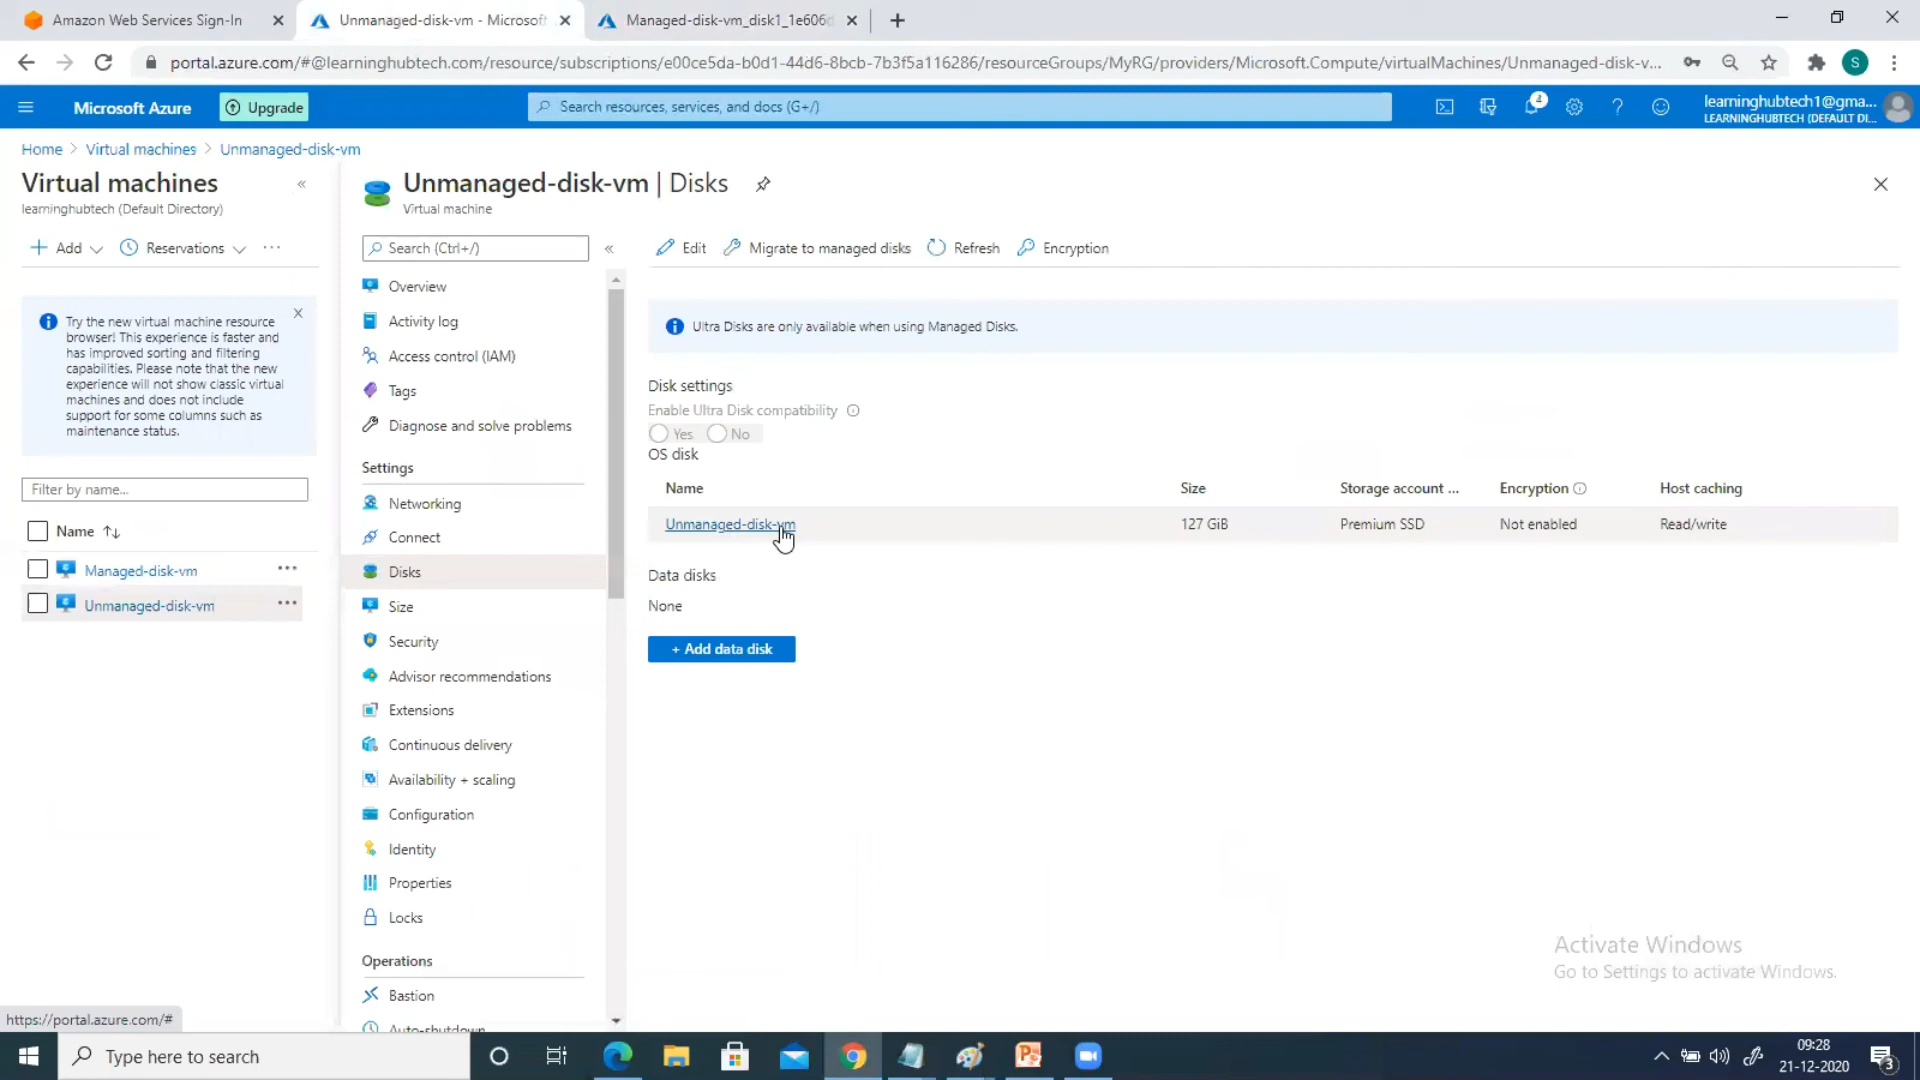 Amazon Web Services Sign-In
Unmanaged-disk-vm - Microsoft
Managed-disk-vm_disk1_1e606d
portal.azure.com/#@learninghubtech.com/resource/subscriptions/e00ce5da-b0d1-44d6-8bcb-7b3f5a116286/resourceGroups/MyRG/providers/Microsoft.Compute/virtualMachines/Unmanaged-disk-v...
S
Microsoft Azure
Upgrade
Search resources, services, and docs (G+/)
4
learninghubtech1@gma...
LEARNINGHUBTECH (DEFAULT DI...
Home > Virtual machines > Unmanaged-disk-vm
Virtual machines
learninghubtech (Default Directory)
Add
Reservations
Try the new virtual machine resource
browser! This experience is faster and
has improved sorting and filtering
capabilities. Please note that the new
experience will not show classic virtual
machines and does not include
support for some columns such as
maintenance status.
Filter by name...
Name
Managed-disk-vm
Unmanaged-disk-vm
Unmanaged-disk-vm | Disks
Virtual machine
Search (Ctrl+/)
Overview
Activity log
Access control (IAM)
Tags
Diagnose and solve problems
Settings
Networking
Connect
Disks
Size
Security
Advisor recommendations
Extensions
Continuous delivery
Availability + scaling
Configuration
Identity
Properties
Locks
Operations
Bastion
Auto-shutdown
Edit
Migrate to managed disks
Refresh
Encryption
Ultra Disks are only available when using Managed Disks.
Disk settings
Enable Ultra Disk compatibility
Yes No
OS disk
Name Size Storage account ... Encryption Host caching
Unmanaged-disk-vm 127 GiB Premium SSD Not enabled Read/write
Data disks
None
+ Add data disk
Activate Windows
Go to Settings to activate Windows.
https://portal.azure.com/#
Type here to search
09:28
21-12-2020
3